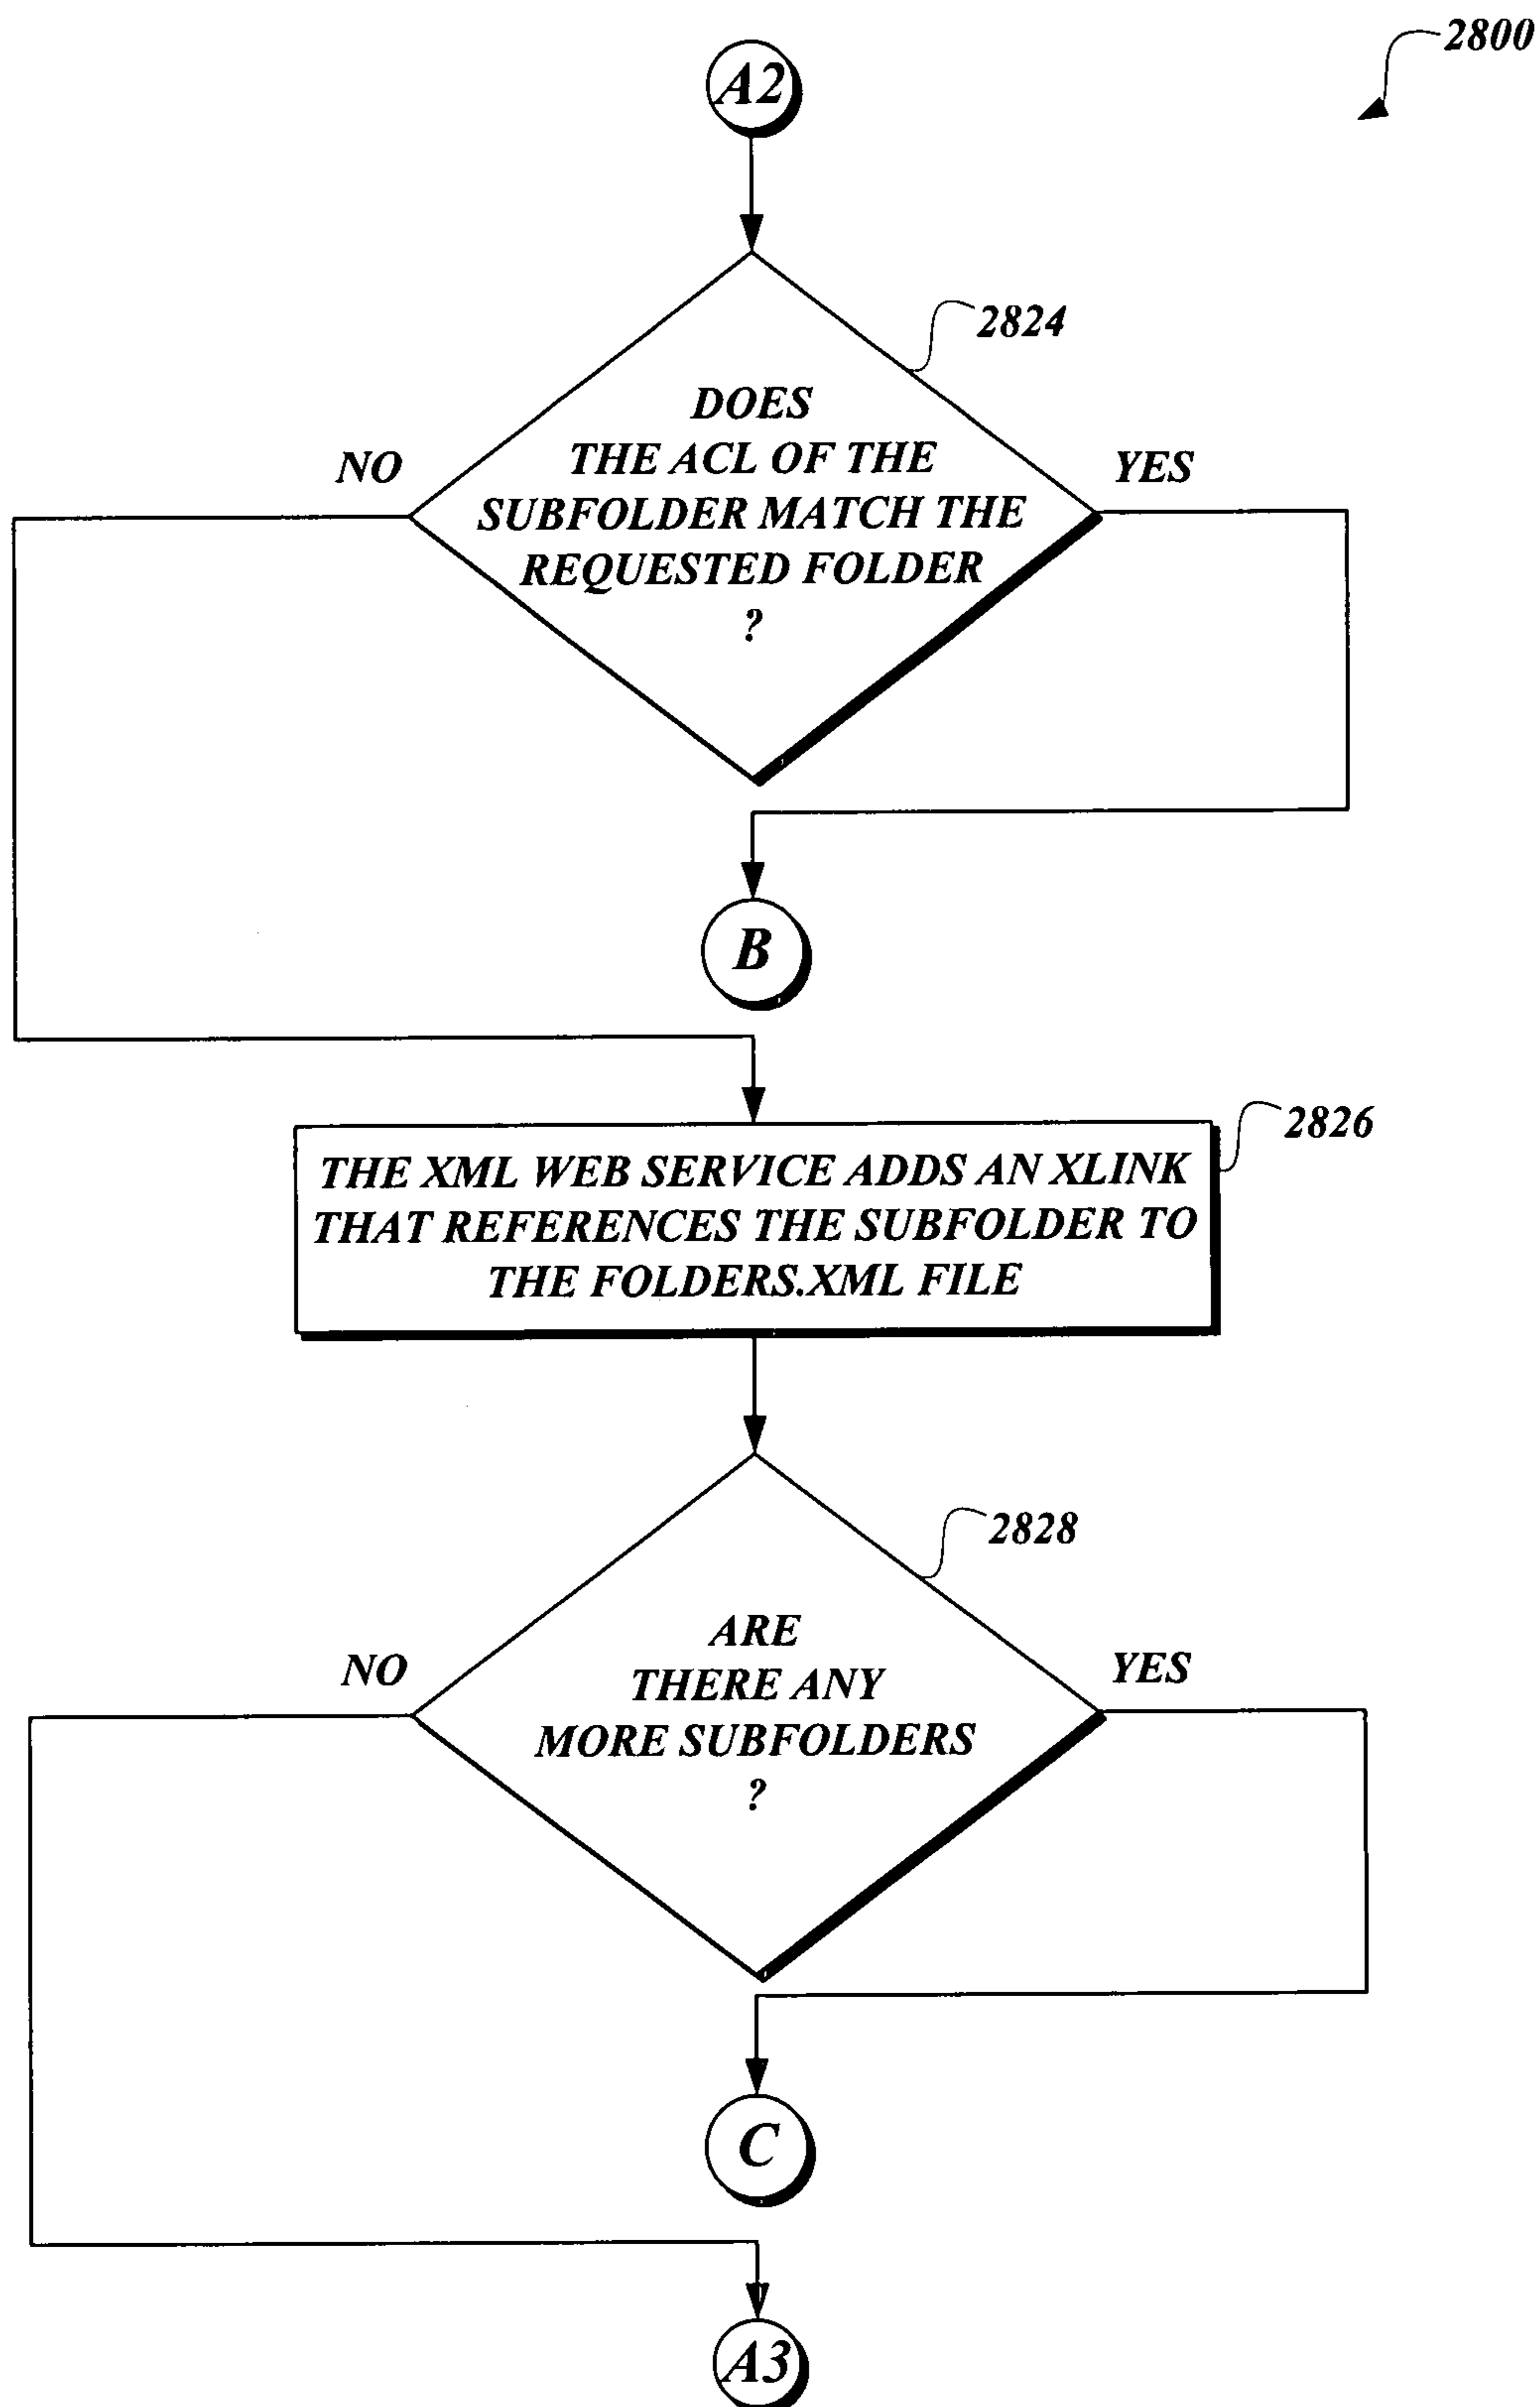 2800
A2
2824
DOES
THE ACL OF THE
SUBFOLDER MATCH THE
REQUESTED FOLDER
?
NO
YES
B
2826
THE XML WEB SERVICE ADDS AN XLINK
THAT REFERENCES THE SUBFOLDER TO
THE FOLDERS.XML FILE
2828
ARE
THERE ANY
MORE SUBFOLDERS
?
NO
YES
C
A3